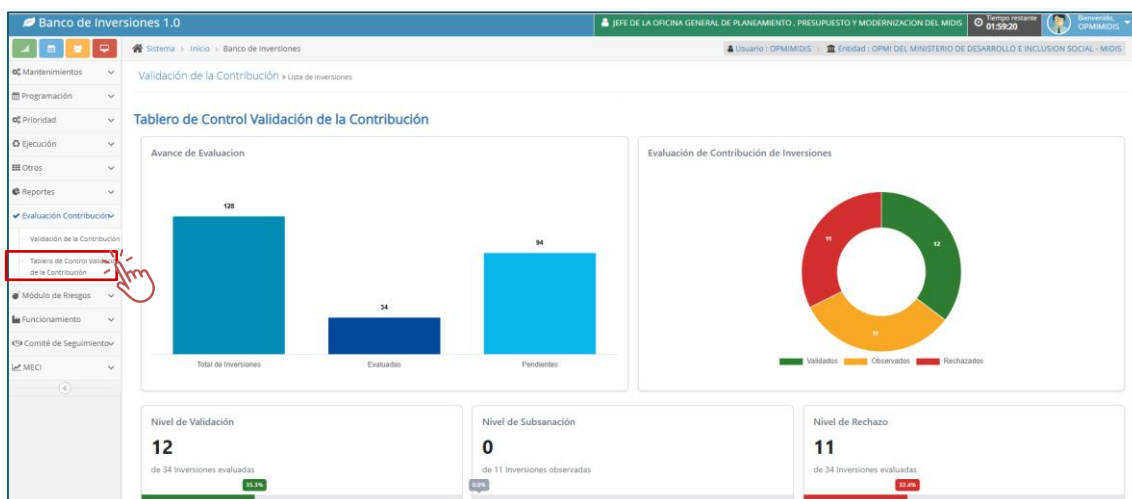 Banco de Inversiones 1.0
JEFE DE LA OFICINA GENERAL DE PLANEAMIENTO , PRESUPUESTO Y MODERNIZACION DEL MIDIS
Tiempo restante
01:59:20
Bienvenido,
OPMIMIDIS
Sistema > Inicio > Banco de Inversiones
Usuario : OPMIMIDIS
Entidad : OPMI DEL MINISTERIO DE DESARROLLO E INCLUSION SOCIAL - MIDIS
Mantenimientos
Programación
Prioridad
Ejecución
Otros
Reportes
Evaluación Contribución
Validación de la Contribución
Tablero de Control Validación
de la Contribución
Módulo de Riesgos
Funcionamiento
Comité de Seguimiento
MECI
Validación de la Contribución » Lista de inversiones
Tablero de Control Validación de la Contribución
Avance de Evaluacion
128
34
94
Total de Inversiones
Evaluadas
Pendientes
Evaluación de Contribución de Inversiones
11
12
11
Validados
Observados
Rechazados
Nivel de Validación
12
de 34 Inversiones evaluadas
35.3%
Nivel de Subsanación
0
de 11 Inversiones observadas
0.0%
Nivel de Rechazo
11
de 34 Inversiones evaluadas
32.4%